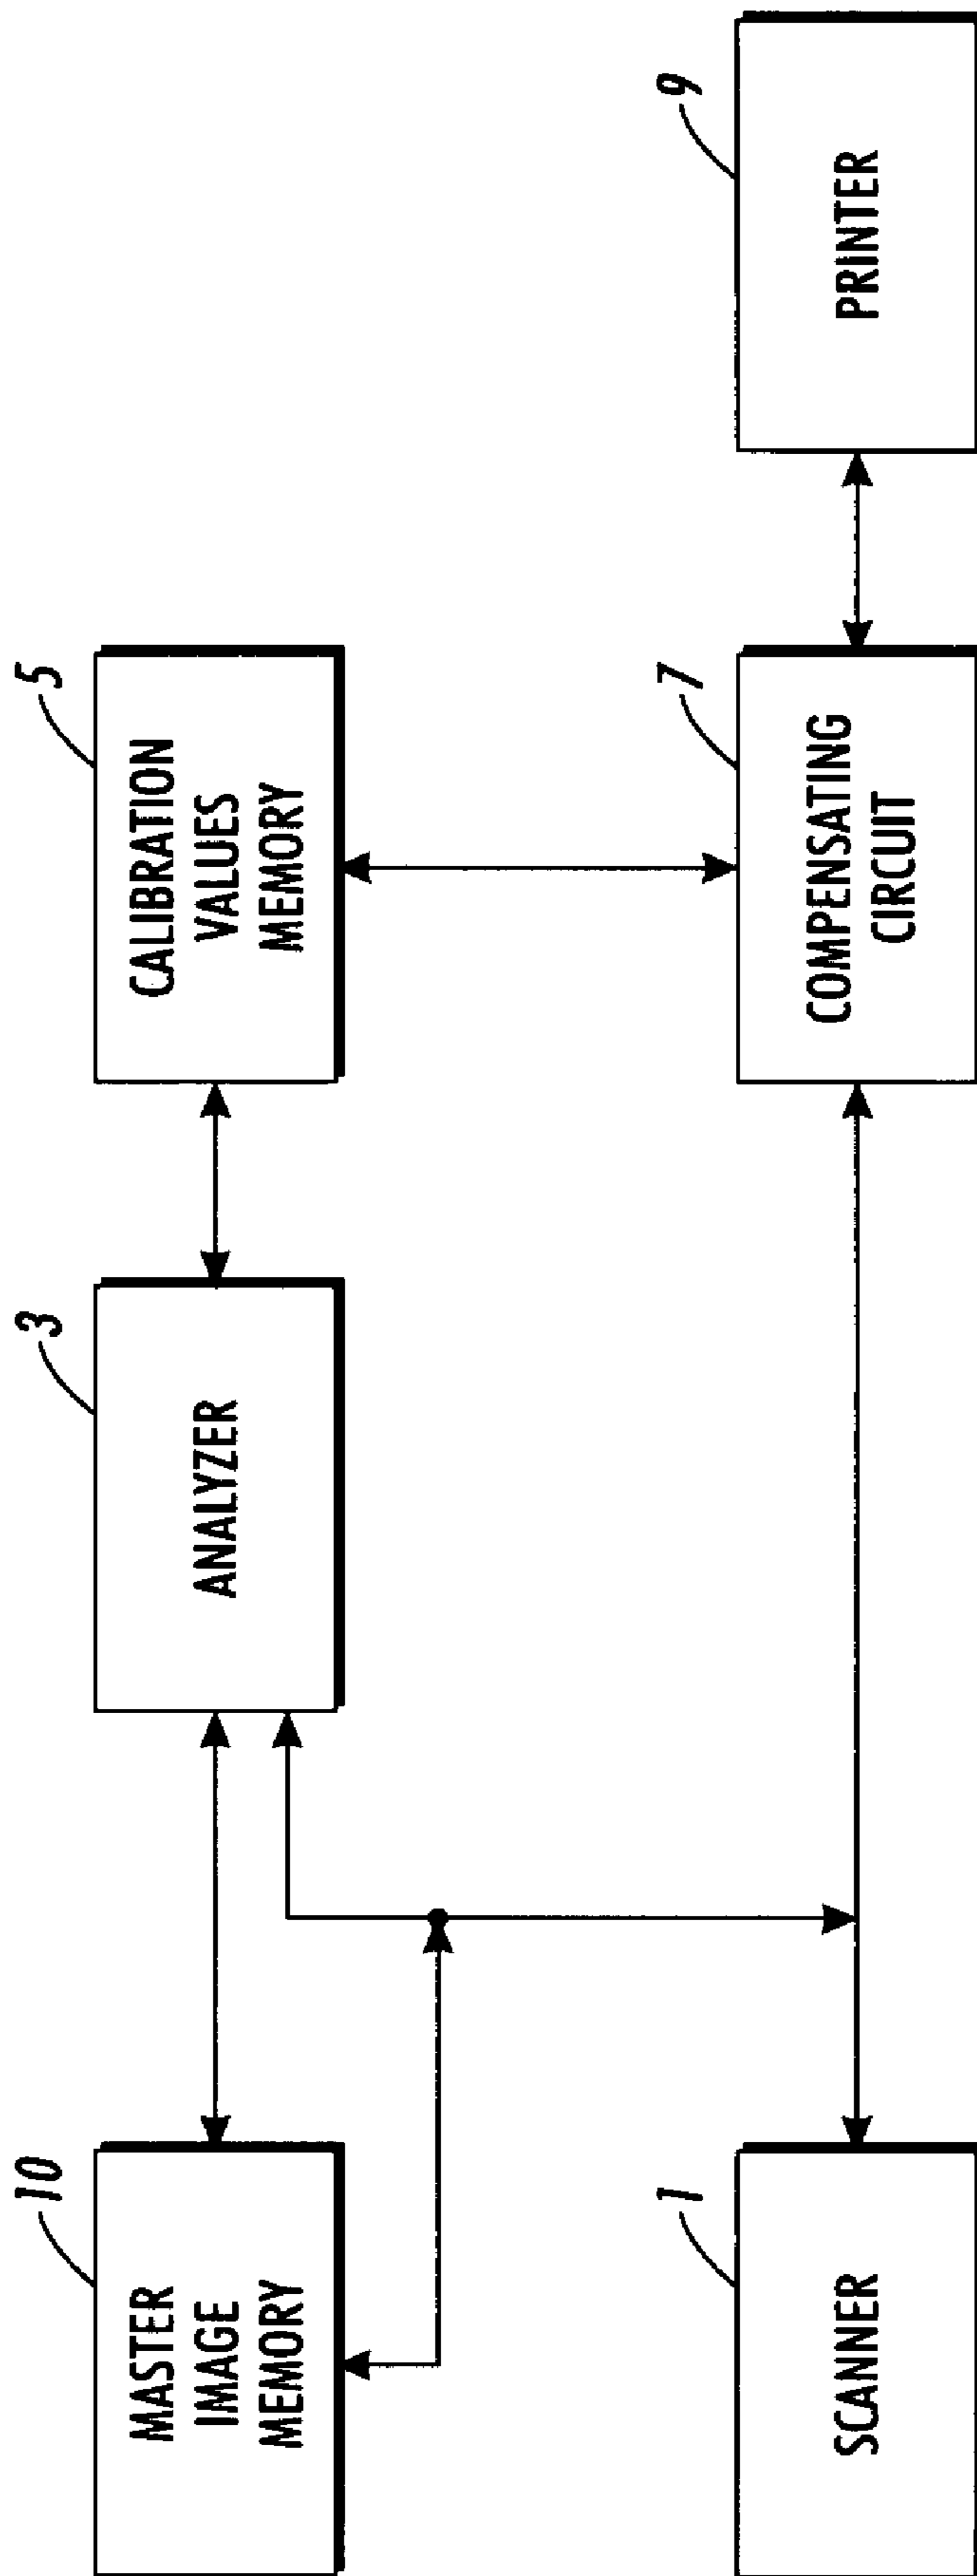 10
MASTER
IMAGE
MEMORY
3
ANALYZER
5
CALIBRATION
VALUES
MEMORY
1
SCANNER
7
COMPENSATING
CIRCUIT
9
PRINTER